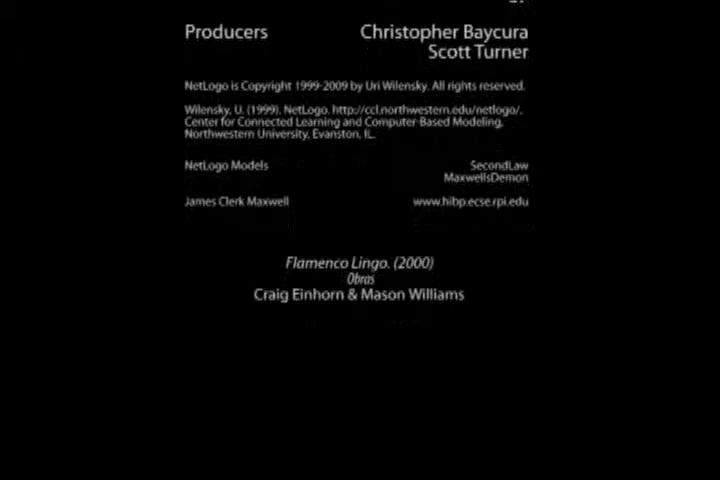 Producers Christopher Baycura
Scott Turner
NetLogo is Copyright 1999-2009 by Uri Wilensky. All rights reserved.
Wilensky, U. (1999). NetLogo. http://ccl.northwestern.edu/netlogo/.
Center for Connected Learning and Computer-Based Modeling,
Northwestern University, Evanston, IL.
NetLogo Models SecondLaw
MaxwellsDemon
James Clerk Maxwell www.hibp.ecse.rpi.edu
Flamenco Lingo. (2000)
Obras
Craig Einhorn & Mason Williams